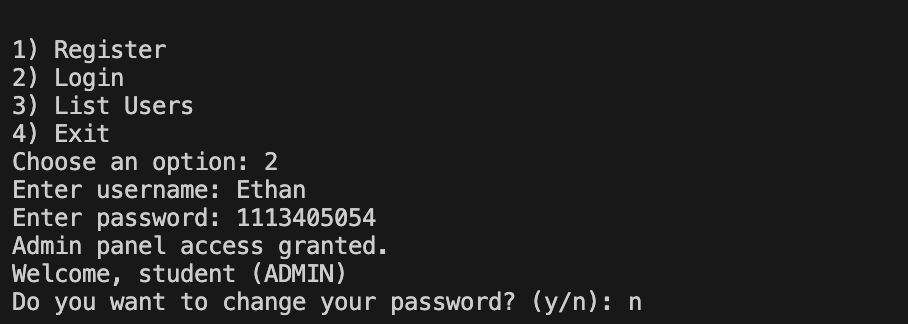 1) Register
2) Login
3) List Users
4) Exit
Choose an option: 2
Enter username: Ethan
Enter password: 1113405054
Admin panel access granted.
Welcome, student (ADMIN)
Do you want to change your password? (y/n): n